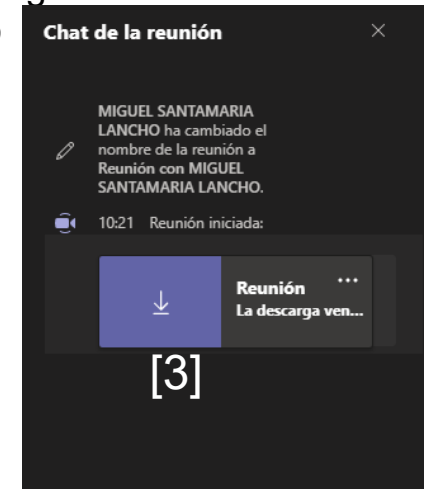 Chat de la reunión
MIGUEL SANTAMARIA
LANCHO ha cambiado el
nombre de la reunión a
Reunión con MIGUEL
SANTAMARIA LANCHO.
10:21 Reunión iniciada:
Reunión ...
La descarga ven...
[3]